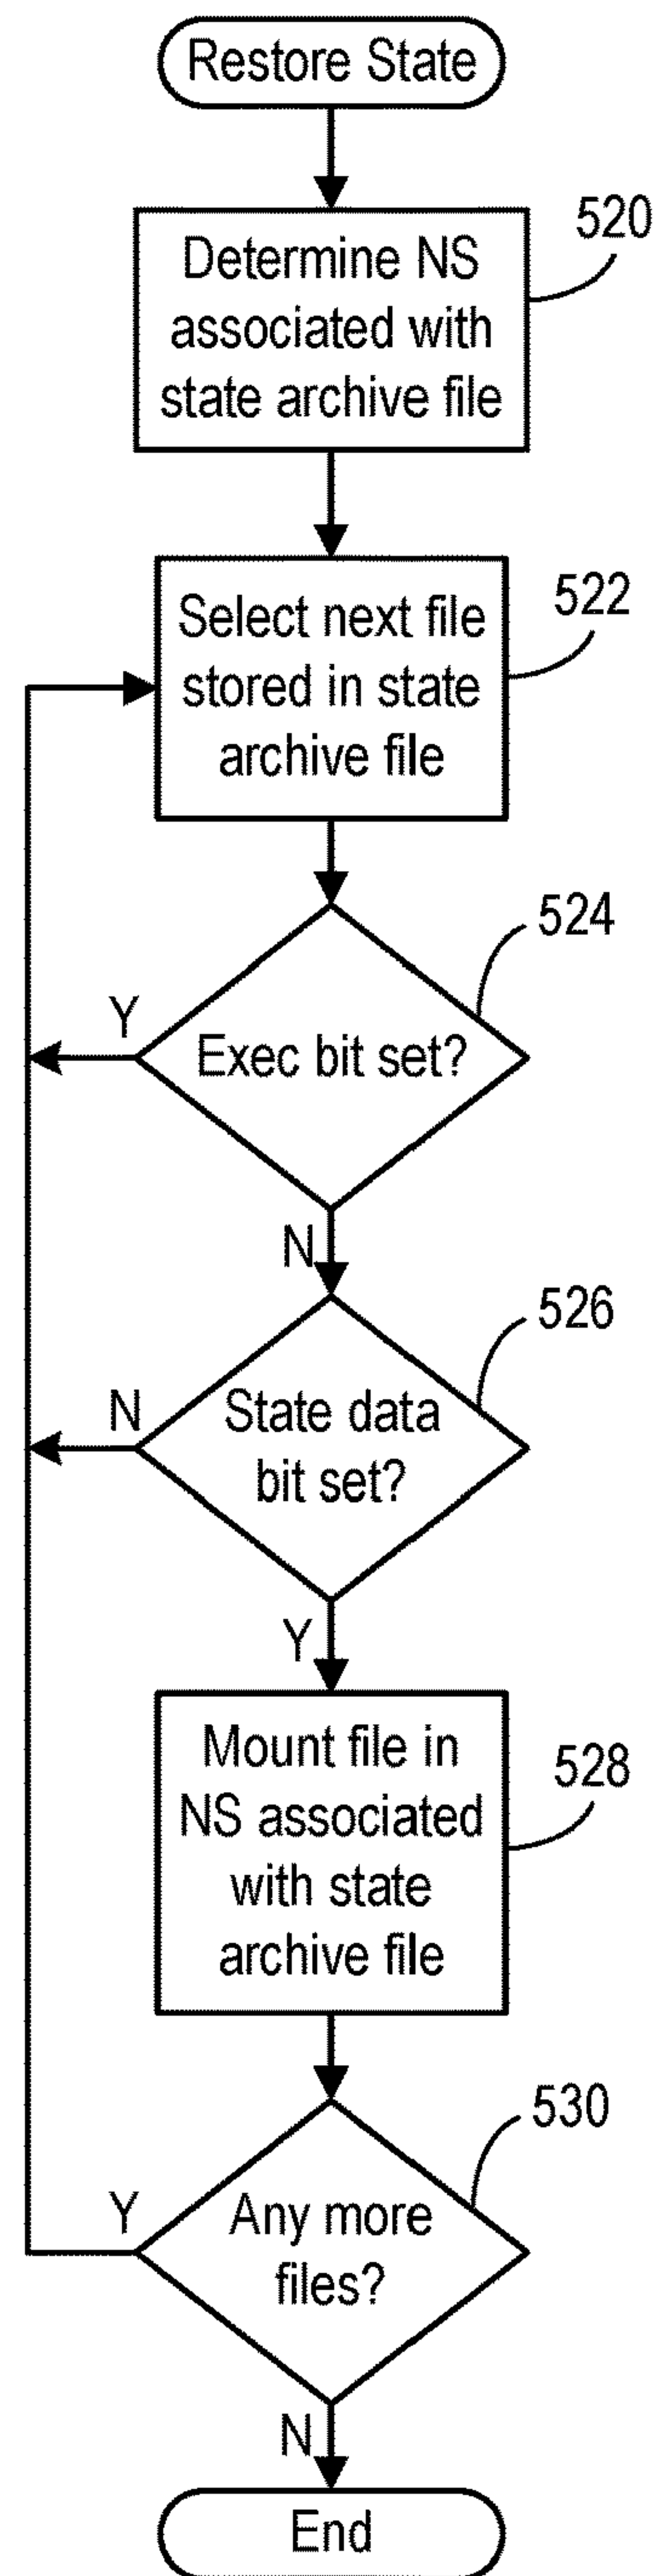 Restore State
520
Determine NS
associated with
state archive file
522
Select next file
stored in state
archive file
524
Y
Exec bit set?
N
526
N
State data
bit set?
Y
528
Mount file in
NS associated
with state
archive file
530
Y
Any more
files?
N
End